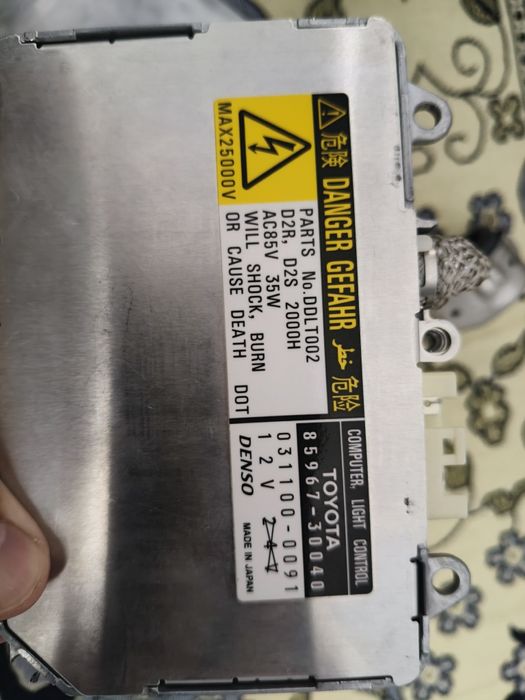 ⚠ 危険 DANGER GEFAHR خطر 危险
MAX25000V
PARTS No.DDLT002
D2R, D2S 2000H
AC85V 35W
WILL SHOCK, BURN
OR CAUSE DEATH DOT
COMPUTER, LIGHT CONTROL
TOYOTA
85967-30040
031100-0091
12V 24V
DENSO MADE IN JAPAN